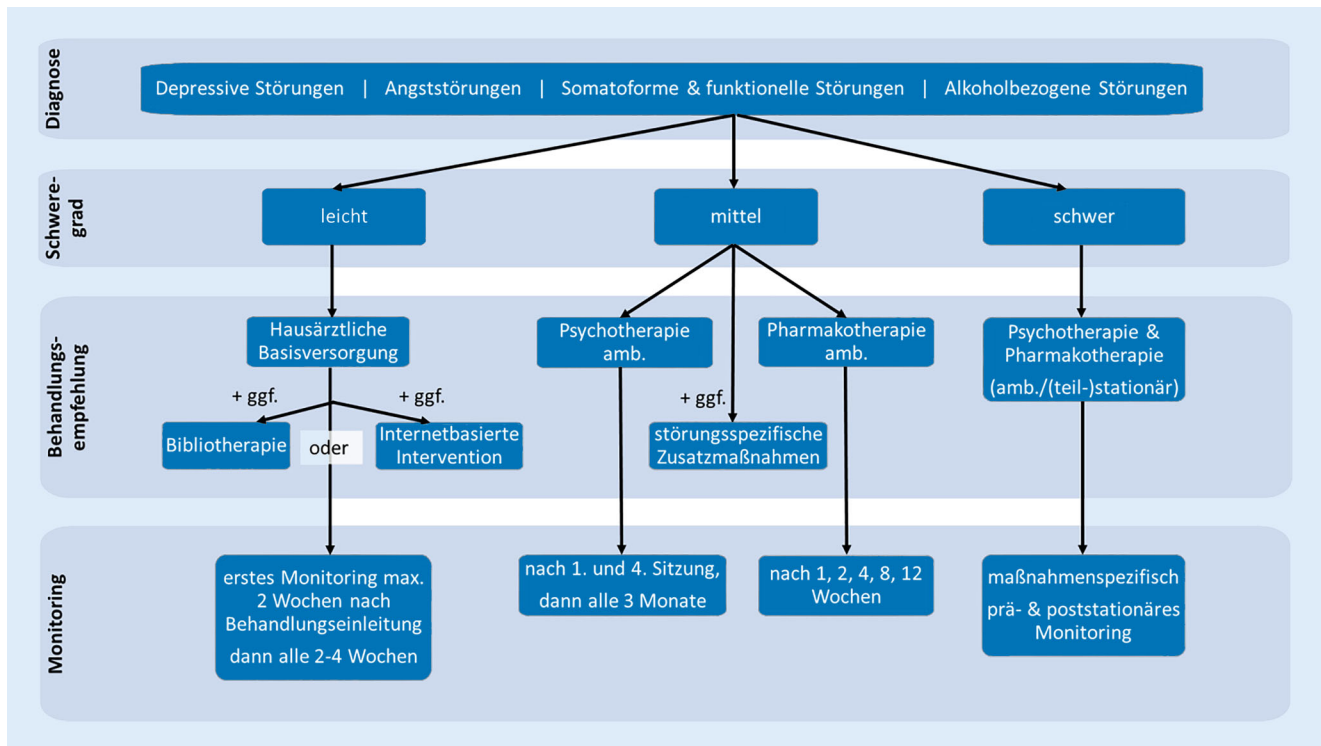 Diagnose
Depressive Störungen | Angststörungen | Somatoforme & funktionelle Störungen | Alkoholbezogene Störungen
Schwere-
grad
leicht
mittel
schwer
Behandlungs-
empfehlung
Hausärztliche
Basisversorgung
+ ggf.
+ ggf.
Bibliotherapie
oder
Internetbasierte
Intervention
Psychotherapie
amb.
+ ggf.
störungsspezifische
Zusatzmaßnahmen
Pharmakotherapie
amb.
Psychotherapie &
Pharmakotherapie
(amb./(teil-)stationär)
Monitoring
erstes Monitoring max.
2 Wochen nach
Behandlungseinleitung
dann alle 2-4 Wochen
nach 1. und 4. Sitzung,
dann alle 3 Monate
nach 1, 2, 4, 8, 12
Wochen
maßnahmenspezifisch
prä- & poststationäres
Monitoring